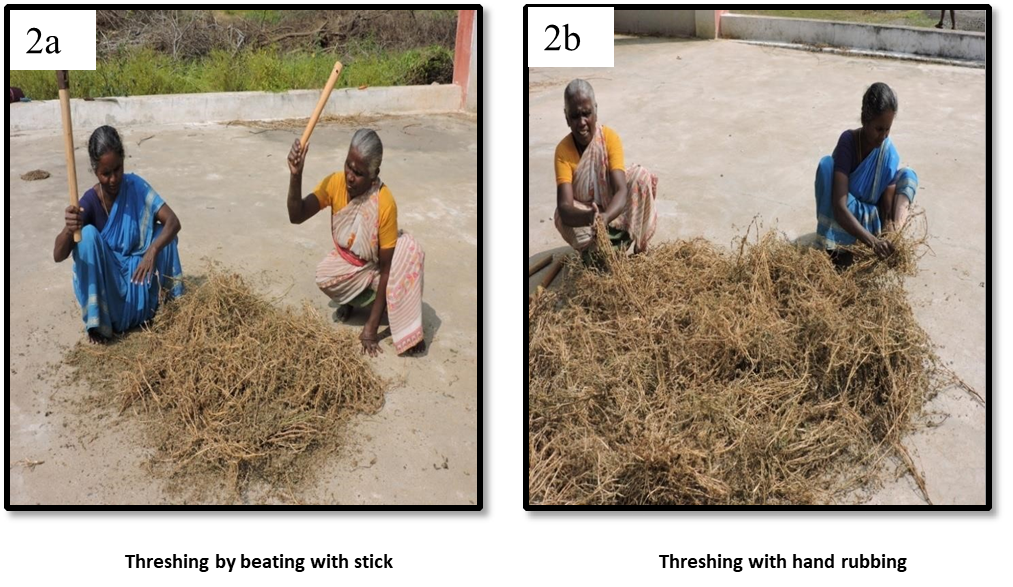 2a
2b
Threshing by beating with stick
Threshing with hand rubbing